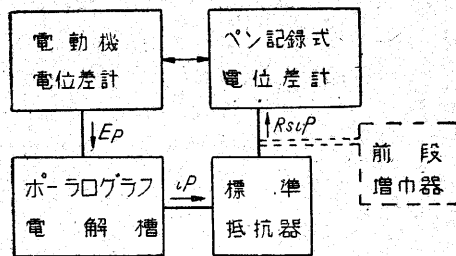 電動機
電位差計
ペン記録式
電位差計
EP
RsiP
前段
増巾器
ポーラログラフ
電解槽
iP
標準
抵抗器